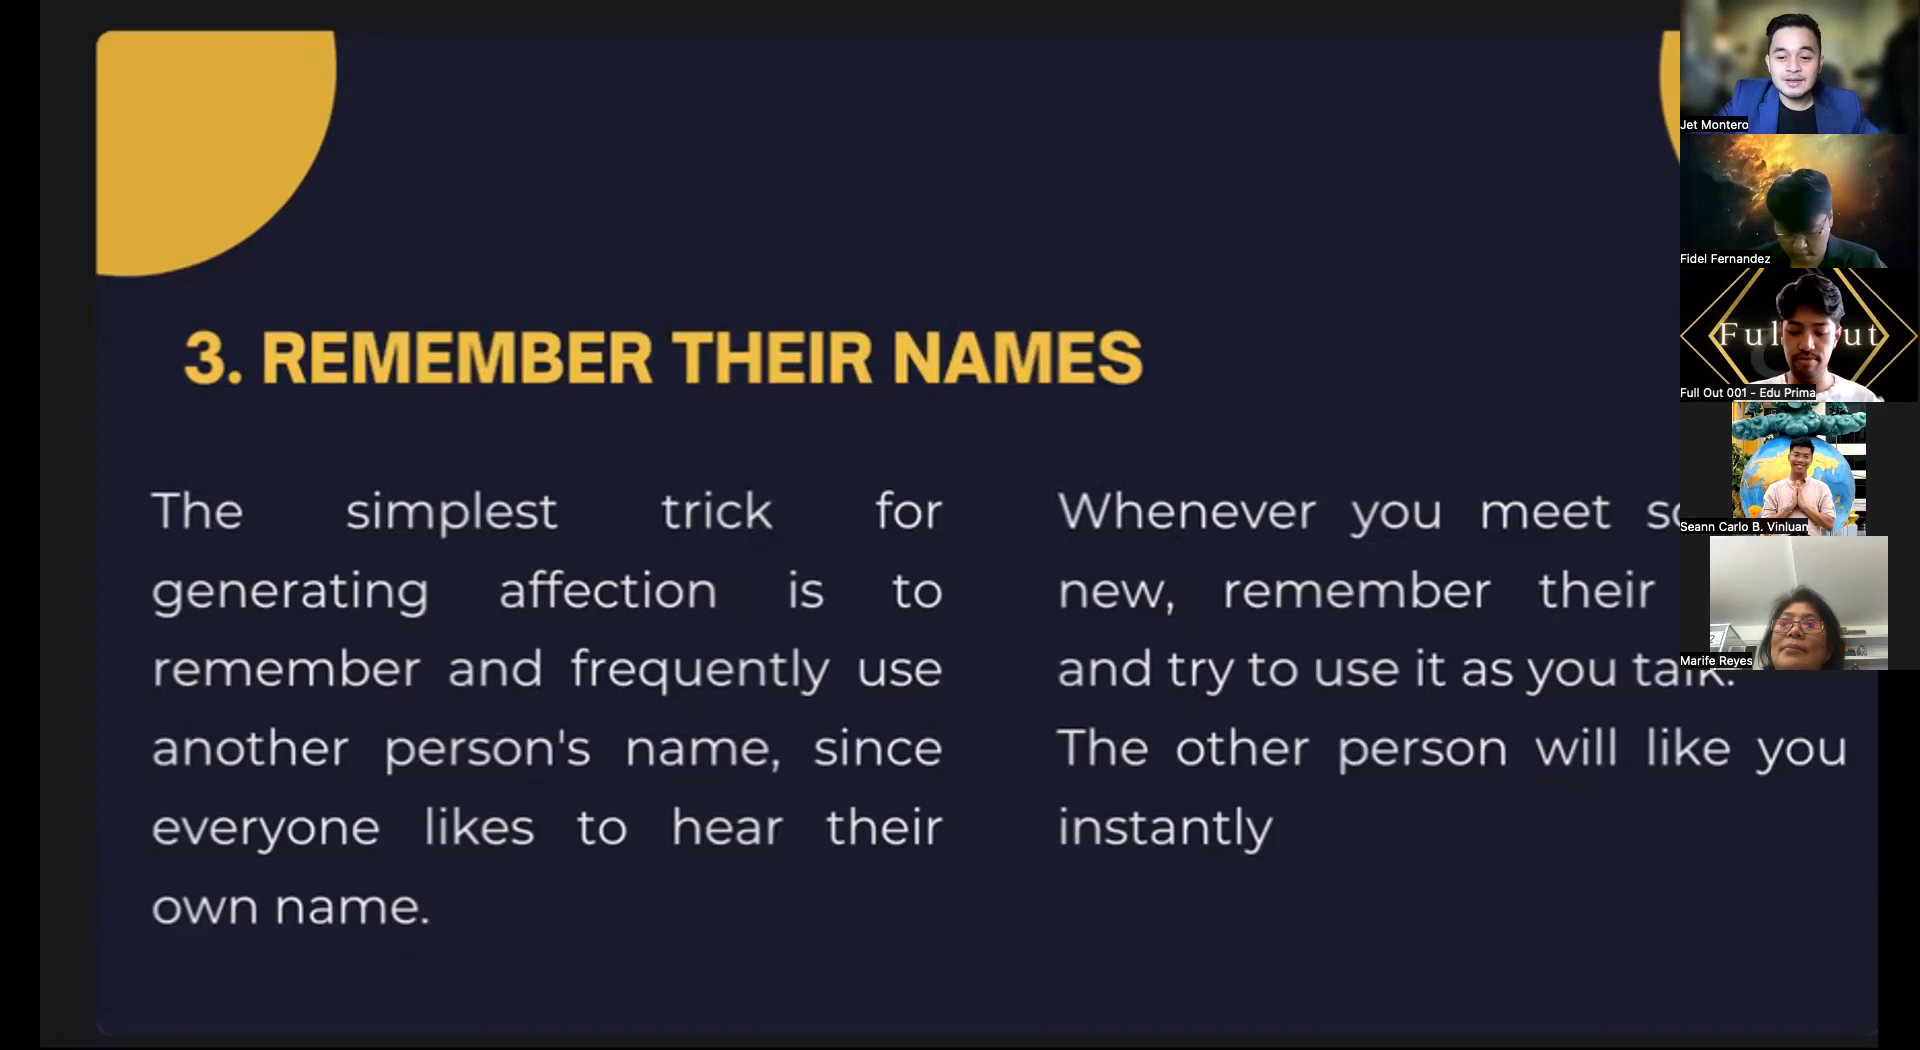 3. REMEMBER THEIR NAMES
The simplest trick for
generating affection is to
remember and frequently use
another person's name, since
everyone likes to hear their
own name.
Whenever you meet
new, remember their
and try to use it as you talk.
The other person will like you
instantly
Jet Montero
Fidel Fernandez
Ful ut
Full Out 001 - Edu Prima
Seann Carlo B. Vinluan
Marife Reyes